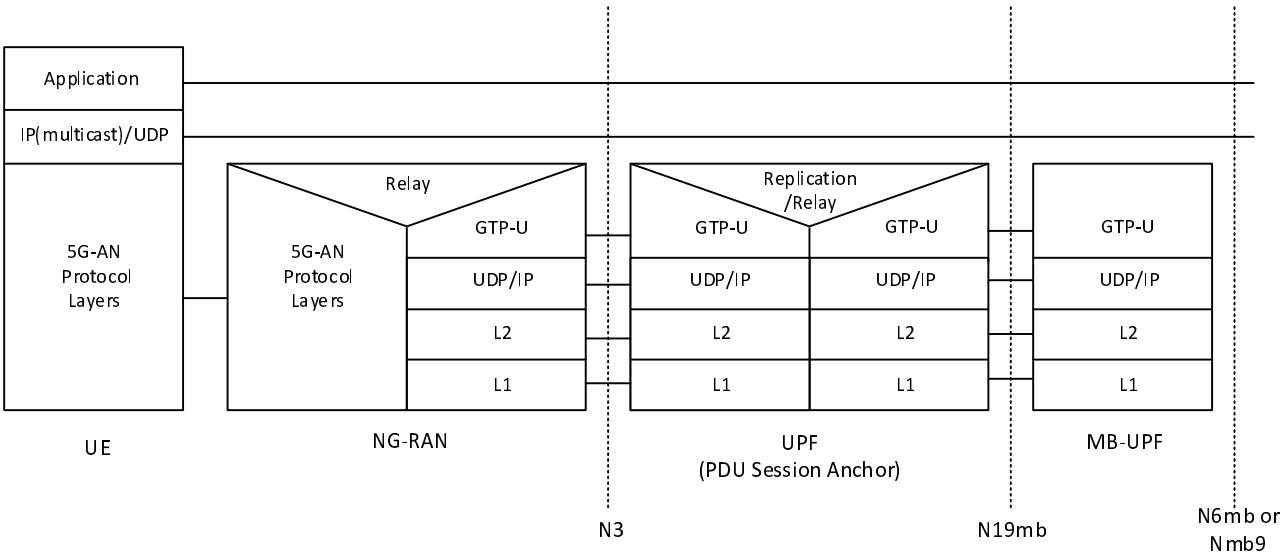 Application
IP(multicast)/UDP
5G-AN
Protocol
Layers
UE
Relay
5G-AN
Protocol
Layers
GTP-U
UDP/IP
L2
L1
NG-RAN
N3
Replication
/Relay
GTP-U
GTP-U
UDP/IP
UDP/IP
L2
L2
L1
L1
UPF
(PDU Session Anchor)
N19mb
GTP-U
UDP/IP
L2
L1
MB-UPF
N6mb or
Nmb9